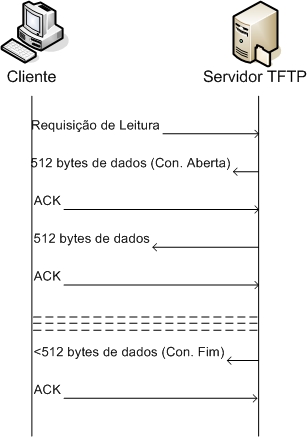 Cliente
Servidor TFTP
Requisição de Leitura
512 bytes de dados (Con. Aberta)
ACK
512 bytes de dados
ACK
<512 bytes de dados (Con. Fim)
ACK